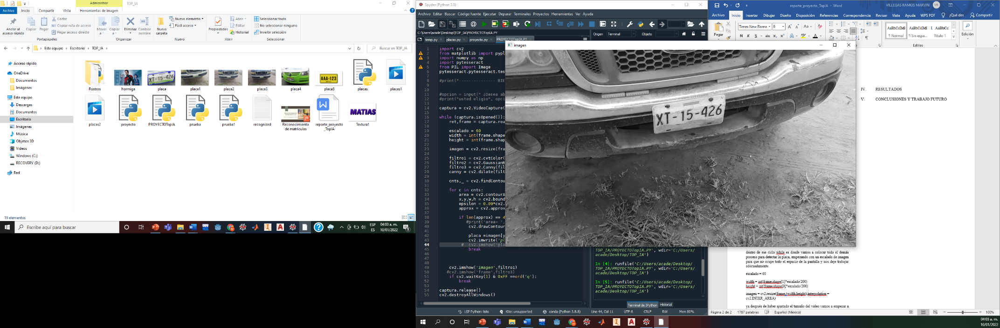 Administrar
TOP_IA
Archivo
Inicio
Compartir
Vista
Herramientas de imagen
Anclar al acceso rápido
Copiar
Pegar
Cortar
Copiar ruta de acceso
Pegar acceso directo
Portapapeles
Mover a
Copiar a
Eliminar
Cambiar nombre
Organizar
Nueva carpeta
Nuevo elemento
Fácil acceso
Nuevo
Propiedades
Abrir
Editar
Historial
Abrir
Seleccionar todo
No seleccionar ninguno
Invertir selección
Seleccionar
Este equipo > Escritorio > TOP_IA >
Buscar en TOP_IA
Acceso rápido
OneDrive
Documentos
Imágenes
Este equipo
Descargas
Documentos
Escritorio
Imágenes
Música
Objetos 3D
Videos
Windows (C:)
RECOVERY (D:)
Red
Rostros
hormiga
placa
placa1
placa2
placa3
placa4
placa5
placas
placas1
placas2
proyecto
PROYECTOTopIA
prueba
prueba1
recognized
Reconocimiento de matriculas
reporte_proyecto_TopIA
Textura1
XT-15-426
AAA-123
MATIAS
19 elementos
Escribe aquí para buscar
ESP
ES
04:03 a. m.
10/01/2022
Spyder (Python 3.8)
Archivo Editar Buscar Código fuente Ejecutar Depurar Terminales Proyectos Herramientas Ver Ayuda
C:\Users\acade\Desktop\TOP_IA\PROYECTOTopIA.PY
temp.py
placas.py
proyecto.py
PROYECTOTopIA.PY
Origen
Terminal
Objeto
1 import cv2
2 from matplotlib import pypl
3 import numpy as np
4 import pytesseract
5 from PIL import Image
6 pytesseract.pytesseract.tes
7
8 #print("--------------- BIE
9
10
11 #opcion = input(" ¿Desea ab
12 #print("usted eligio", opci
13
14 captura = cv2.VideoCapture(
15
16 while (captura.isOpened()):
17 ret,frame = captura.rea
18
19 escalado = 60
20 width = int(frame.shape
21 height = int(frame.shap
22
23 imagen = cv2.resize(fra
24
25 filtro1 = cv2.cvtColor(
26 filtro2 = cv2.GaussianB
27 filtro3 = cv2.Canny(fil
28 canny = cv2.dilate(filt
29
30 cnts,_ = cv2.findContou
31
32 for c in cnts:
33 area = cv2.contourA
34 x,y,w,h = cv2.bound
35 epsilon = 0.09*cv2.
36 approx = cv2.approx
37
38 if len(approx) == 4
39 #print('area= ',
40 cv2.drawContour
41
42 placa =imagen[y
43 cv2.imwrite('pl
44 # cv2.imshow('pla
45 break
46
47
48
49 cv2.imshow('imagen',filtro1)
50 #cv2.imshow('frame',filtro3)
51 if cv2.waitKey(1) & 0xFF ==ord('q'):
52 break
53
54 captura.release()
55 cv2.destroyAllWindows()
imagen
XT-15-426
TOP_IA/PROYECTOTopIA.PY', wdir='C:/Users/
acade/Desktop/TOP_IA')
In [4]: runfile('C:/Users/acade/Desktop/
TOP_IA/PROYECTOTopIA.PY', wdir='C:/Users/
acade/Desktop/TOP_IA')
In [5]: runfile('C:/Users/acade/Desktop/
TOP_IA/PROYECTOTopIA.PY', wdir='C:/Users/
acade/Desktop/TOP_IA')
Terminal de IPython
Historial
LSP Python: listo
Kite: unsupported
conda (Python 3.8.8)
Line 44, Col 11
UTF-8
CRLF
RW
Mem 80%
reporte_proyecto_TopIA - Word
VILLEGAS RAMOS MARVIN
VR
Archivo Inicio Insertar Dibujar Diseño Disposición Referencias Correspondencia Revisar Vista Ayuda WPS PDF ¿Qué des Compartir
Pegar
Times New Roma
9
N K S
AaBbCcDdI
¶ Normal
AaBbCcDdI
¶ Sin espa...
I. AaBbCc
Título 1
Estilos
Edición
IV. RESULTADOS
V. CONCLUSIONES Y TRABAJO FUTURO
dentro de ese ciclo while es donde vamos a colocar todo el demás
proceso para detectar la placa, empezando con un escalado de imagen
para que no ocupe todo el espacio de la pantalla y nos deje trabajar
adecuadamente.
escalado = 60
width = int(frame.shape[1]*escalado/200)
height = int(frame.shape[0]*escalado/200)
imagen = cv2.resize(frame,(width,height),interpolation =
cv2.INTER_AREA)
ya después de haber ajustado el tamaño del video vamos a empezar a
Página 2 de 2
1787 palabras
Español (México)
100%
04:03 a. m.
10/01/2022